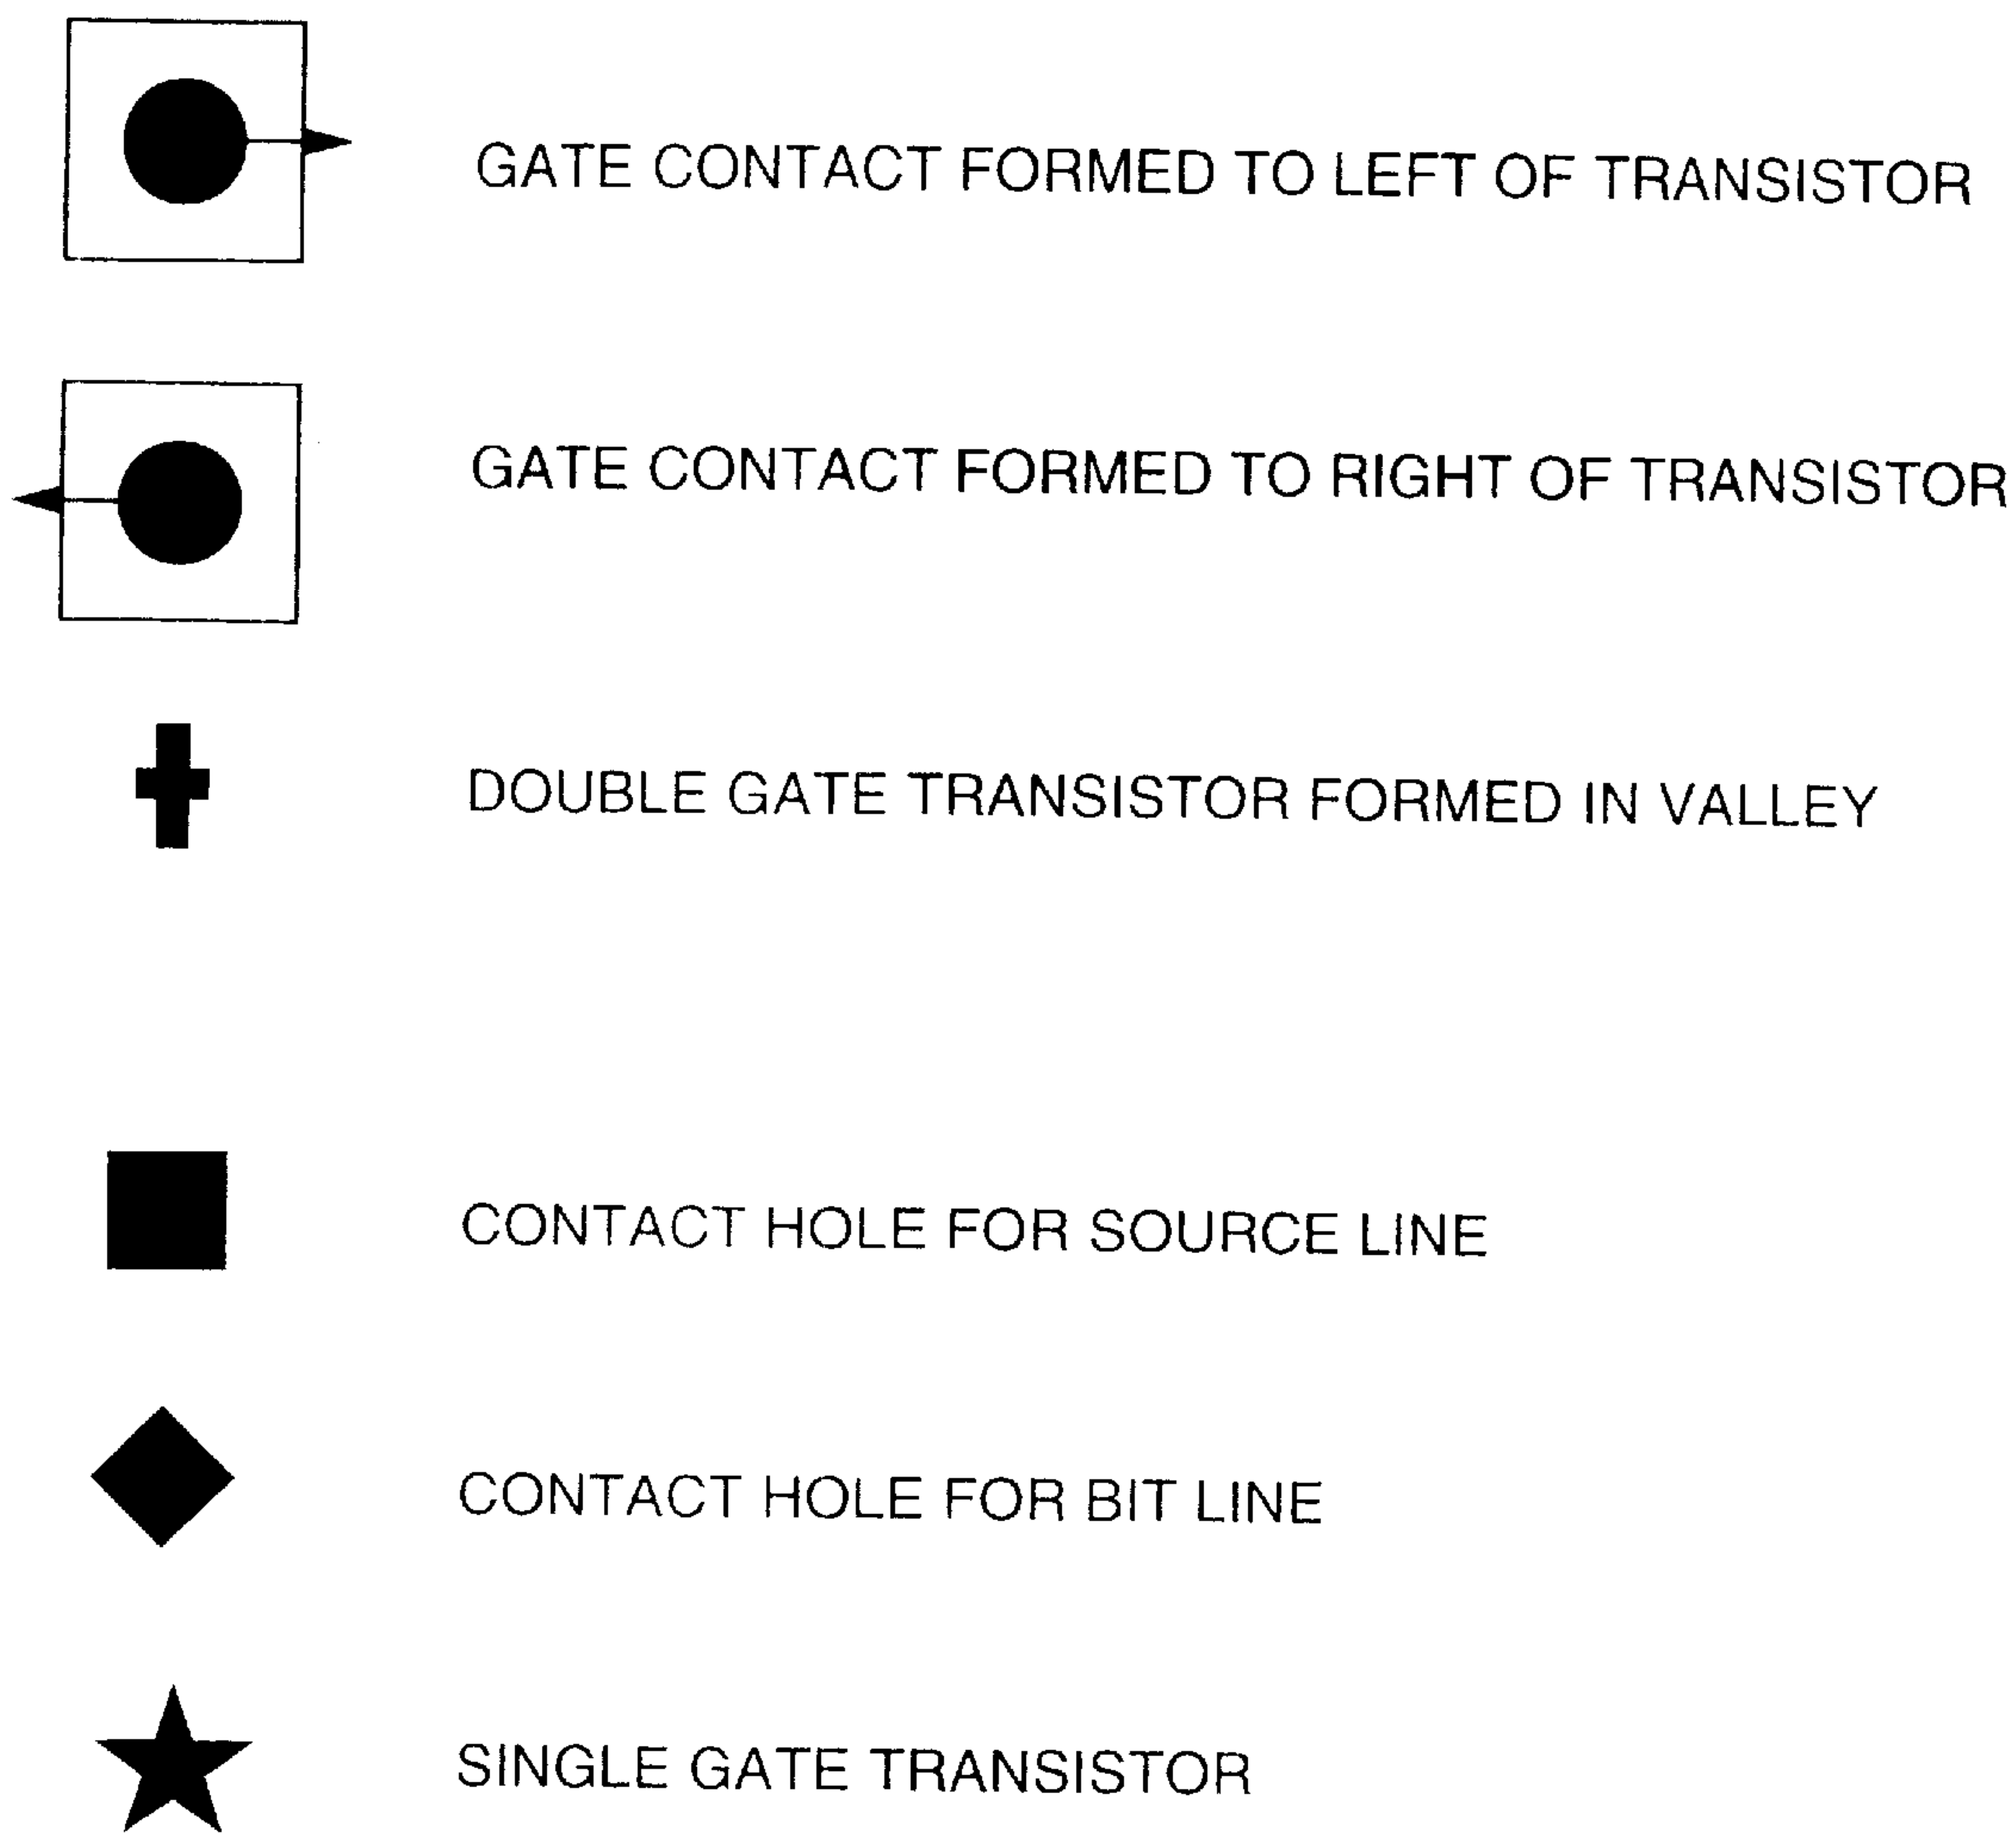 GATE CONTACT FORMED TO LEFT OF TRANSISTOR
GATE CONTACT FORMED TO RIGHT OF TRANSISTOR
DOUBLE GATE TRANSISTOR FORMED IN VALLEY
CONTACT HOLE FOR SOURCE LINE
CONTACT HOLE FOR BIT LINE
SINGLE GATE TRANSISTOR